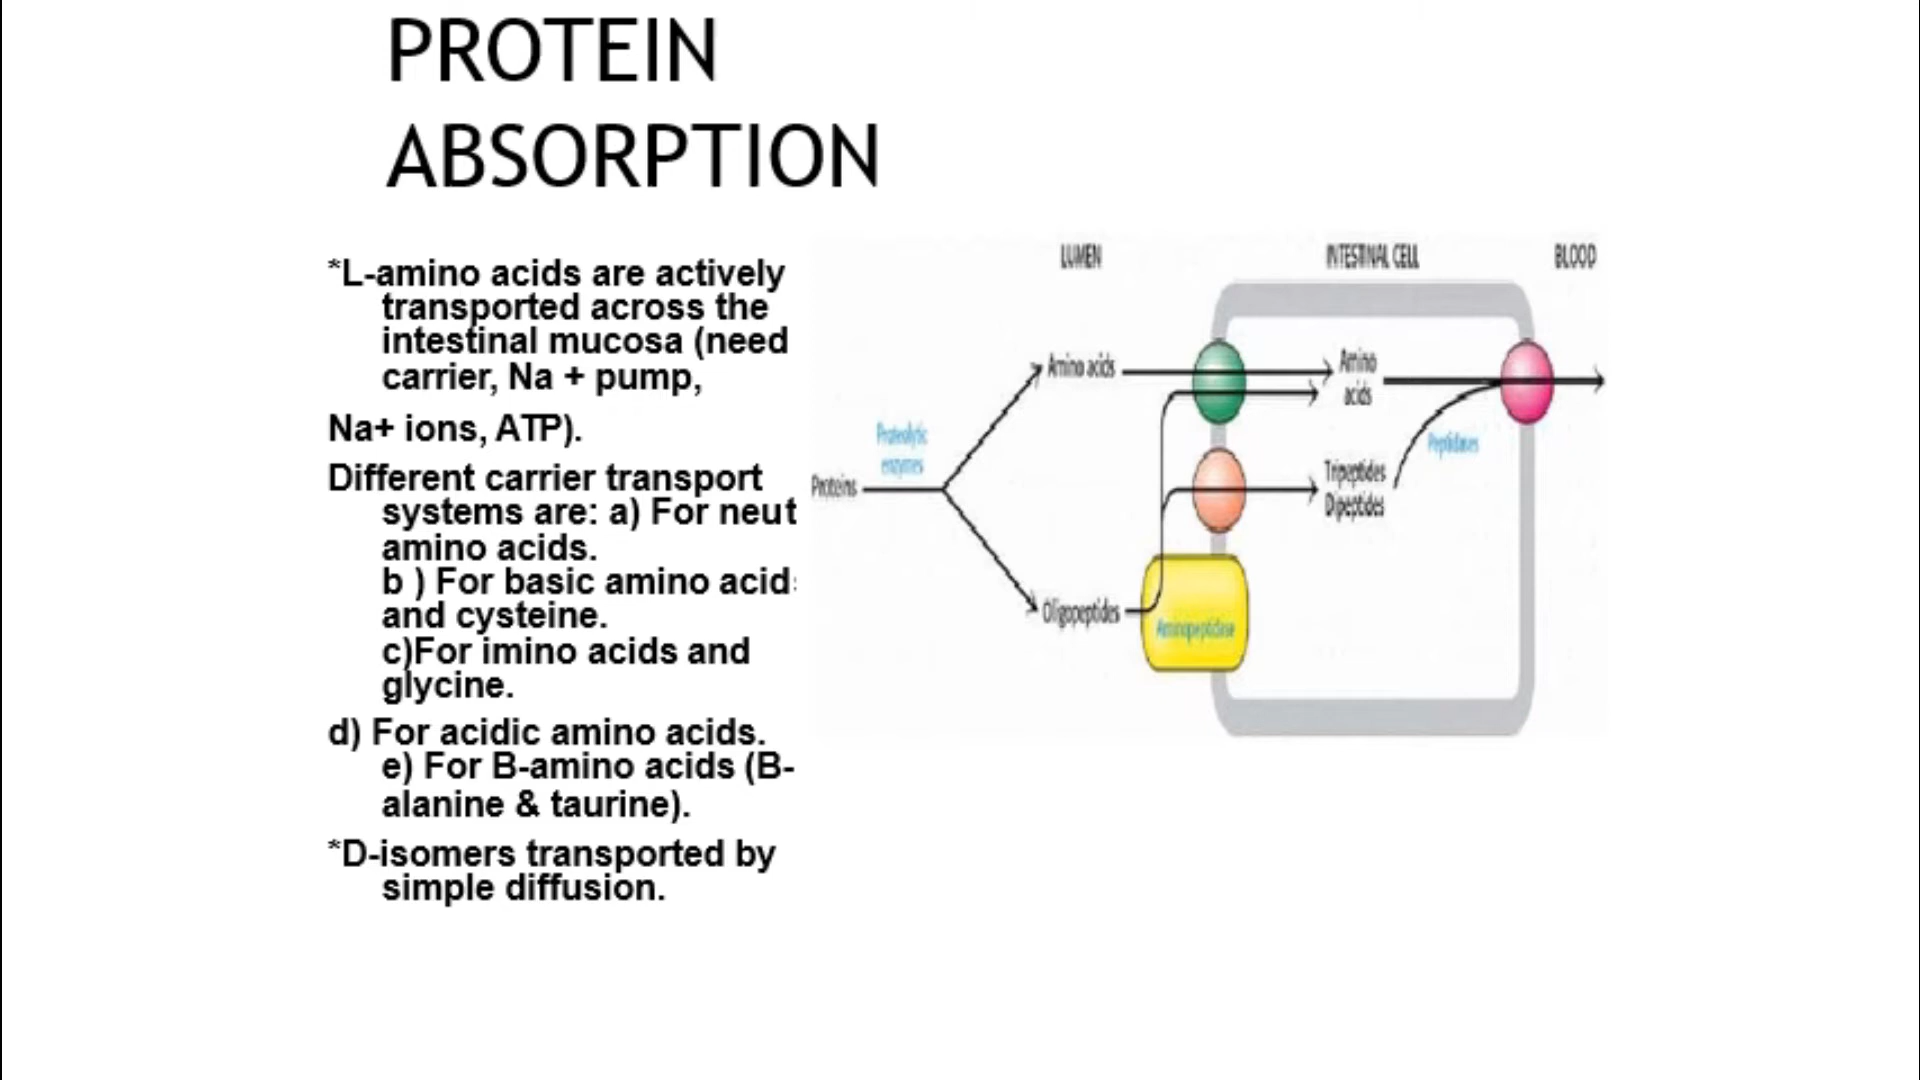 PROTEIN
ABSORPTION
*L-amino acids are actively
transported across the
intestinal mucosa (need
carrier, Na + pump,
Na+ ions, ATP).
Different carrier transport
systems are: a) For neut
amino acids.
b ) For basic amino acid
and cysteine.
c)For imino acids and
glycine.
d) For acidic amino acids.
e) For B-amino acids (B-
alanine & taurine).
*D-isomers transported by
simple diffusion.
LUMEN
INTESTINAL CELL
BLOOD
Amino acids
Amino
acids
Proteolytic
enzymes
Peptidases
Proteins
Tripeptides
Dipeptides
Oligopeptides
Aminopeptidase